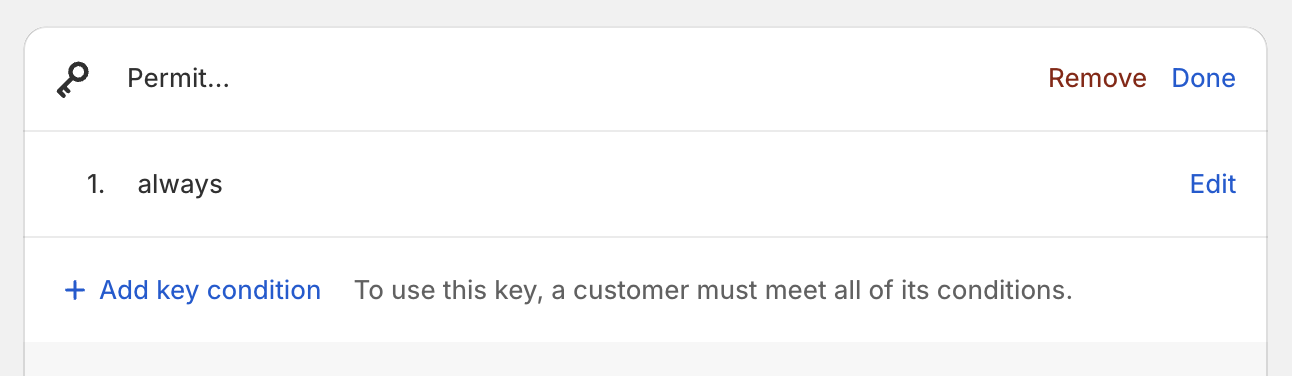 Permit... Remove Done
1. always Edit
+ Add key condition To use this key, a customer must meet all of its conditions.